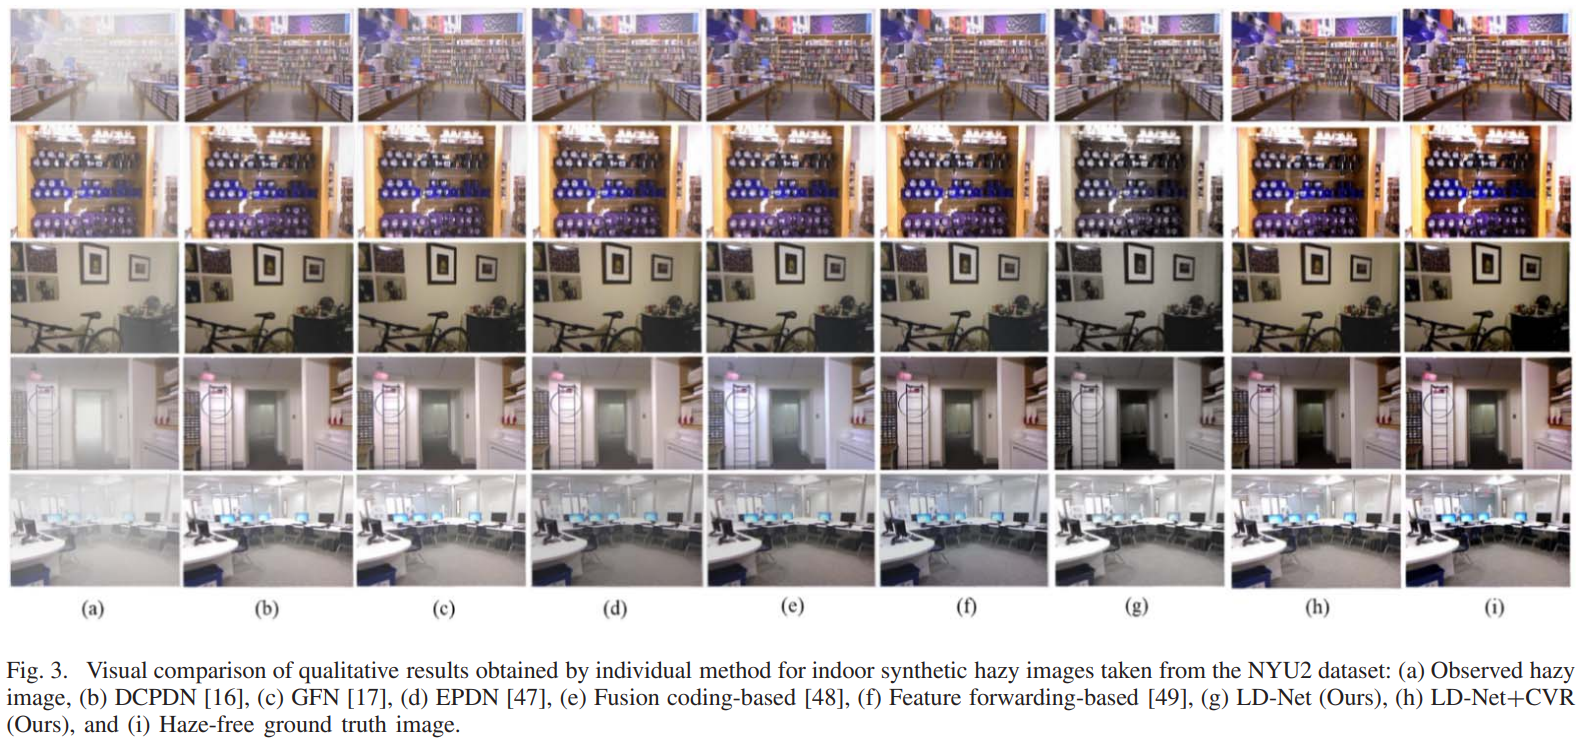 (a) (b) (c) (d) (e) (f) (g) (h) (i)
Fig. 3. Visual comparison of qualitative results obtained by individual method for indoor synthetic hazy images taken from the NYU2 dataset: (a) Observed hazy
image, (b) DCPDN [16], (c) GFN [17], (d) EPDN [47], (e) Fusion coding-based [48], (f) Feature forwarding-based [49], (g) LD-Net (Ours), (h) LD-Net+CVR
(Ours), and (i) Haze-free ground truth image.